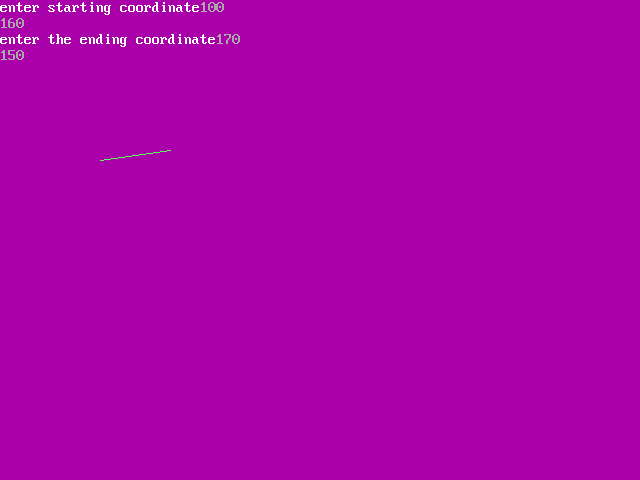 enter starting coordinate100
160
enter the ending coordinate170
150